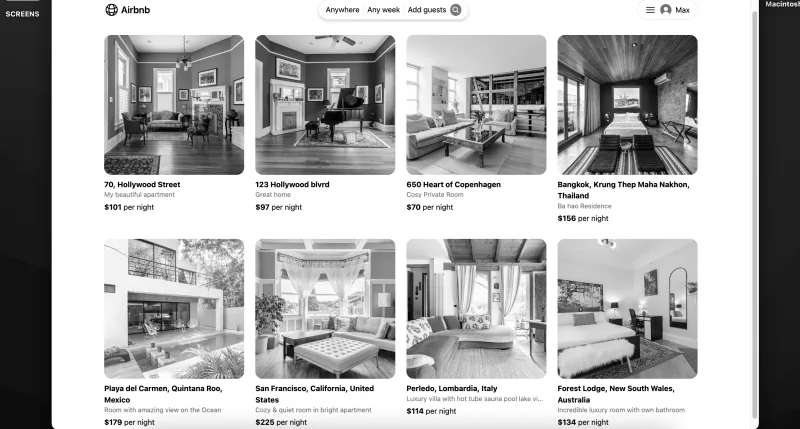 SCREENS
Macintosh
Airbnb
Anywhere Any week Add guests
Max
70, Hollywood Street
My beautiful apartment
$101 per night
123 Hollywood blvrd
Great home
$97 per night
650 Heart of Copenhagen
Cosy Private Room
$70 per night
Bangkok, Krung Thep Maha Nakhon,
Thailand
Ba hao Residence
$156 per night
Playa del Carmen, Quintana Roo,
Mexico
Room with amazing view on the Ocean
$179 per night
San Francisco, California, United
States
Cozy & quiet room in bright apartment
$225 per night
Perledo, Lombardia, Italy
Luxury villa with hot tube sauna pool lake vi...
$114 per night
Forest Lodge, New South Wales,
Australia
Incredible luxury room with own bathroom
$134 per night